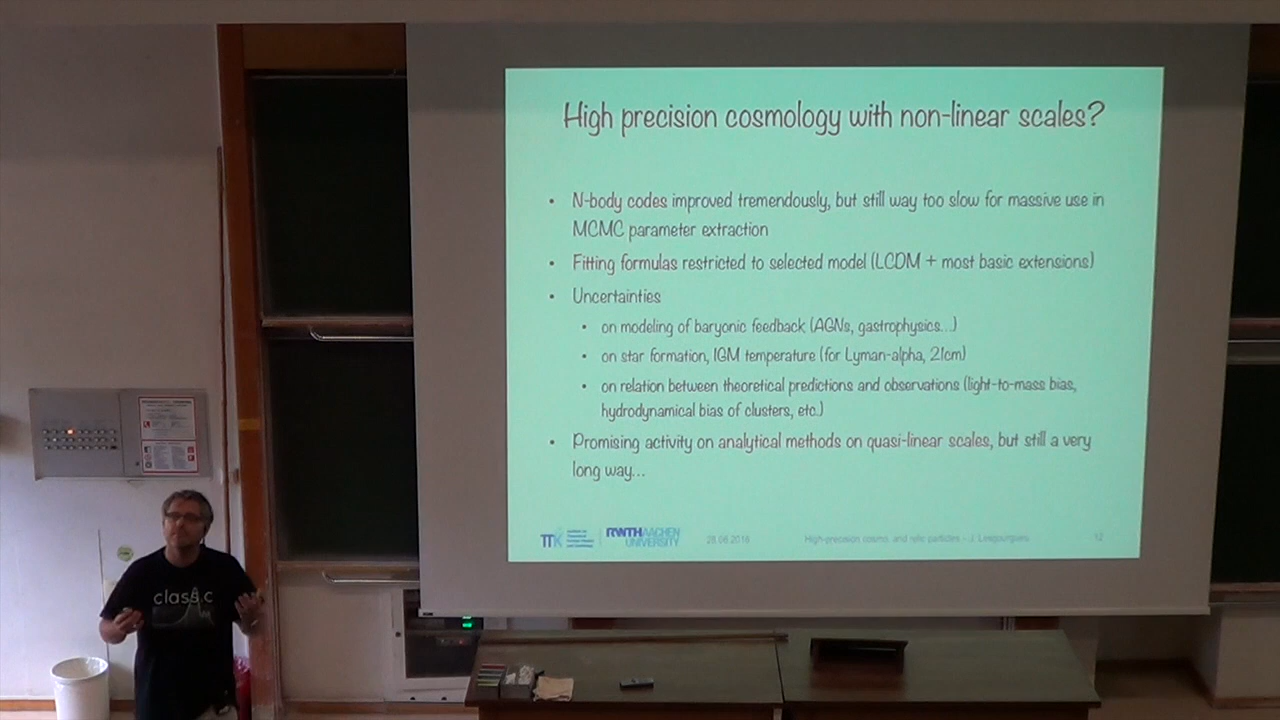 High precision cosmology with non-linear scales?
• N-body codes improved tremendously, but still way too slow for massive use in
MCMC parameter extraction
• Fitting formulas restricted to selected model (LCDM + most basic extensions)
• Uncertainties
• on modeling of baryonic feedback (AGNs, gastrophysics...)
• on star formation, IGM temperature (for Lyman-alpha, 21cm)
• on relation between theoretical predictions and observations (light-to-mass bias,
hydrodynamical bias of clusters, etc.)
• Promising activity on analytical methods on quasi-linear scales, but still a very
long way...
TTK
RWTH AACHEN
UNIVERSITY
28.06.2016
High-precision cosmo. and relic particles - J. Lesgourgues
12
class.c